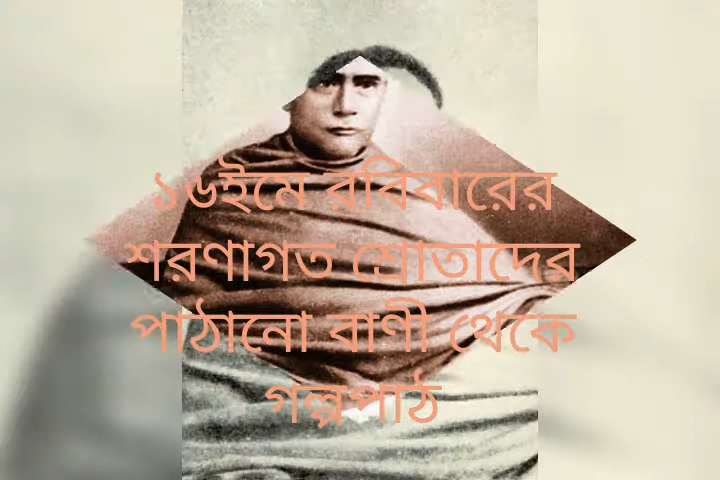 ১৬ইমে রবিবারের
শরণাগত শ্রোতাদের
পাঠানো বাণী থেকে
গল্পপাঠ